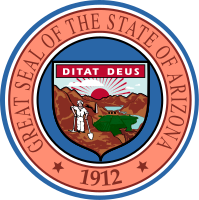 GREAT SEAL OF THE STATE OF ARIZONA
DITAT DEUS
1912